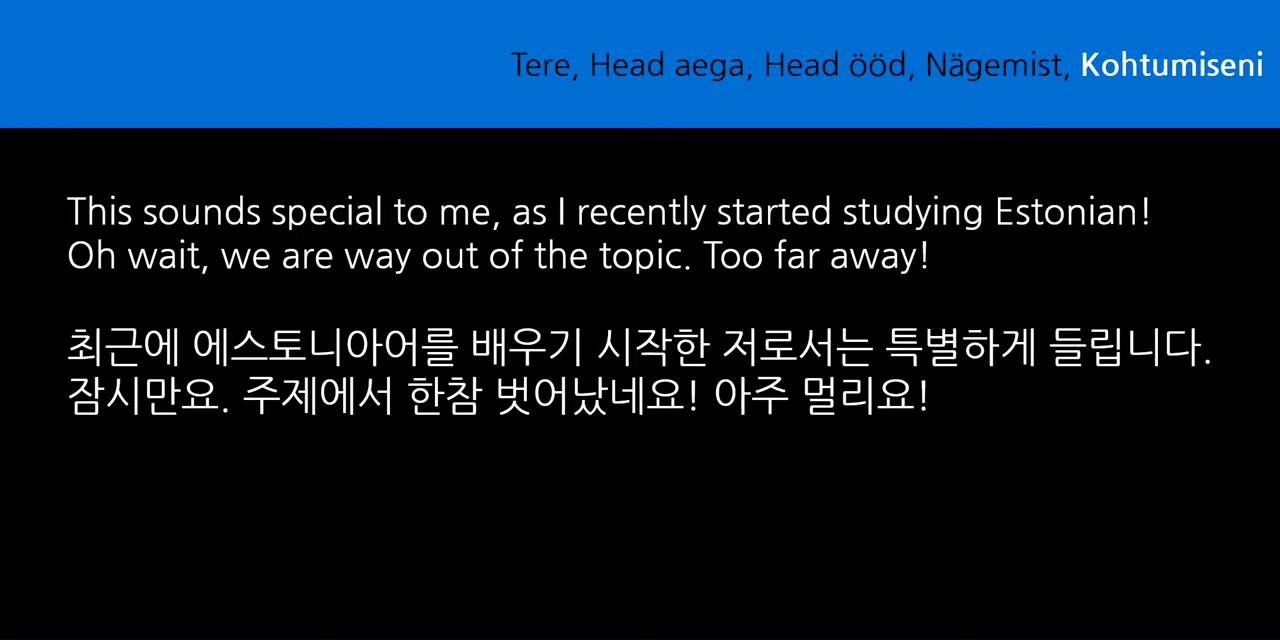 Tere, Head aega, Head ööd, Nägemist, Kohtumiseni
This sounds special to me, as I recently started studying Estonian!
Oh wait, we are way out of the topic. Too far away!
최근에 에스토니아어를 배우기 시작한 저로서는 특별하게 들립니다.
잠시만요. 주제에서 한참 벗어났네요! 아주 멀리요!